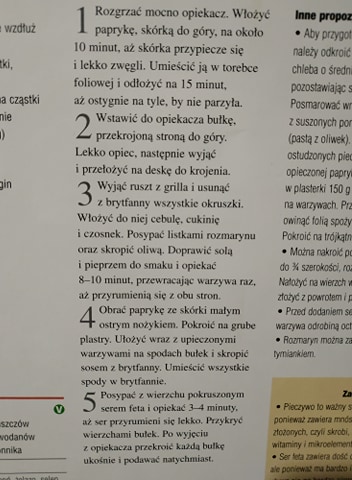 e wzdłuż
tki,
na cząstki
nie
)
gin
szczów
wodanów
onnika
1 Rozgrzać mocno opiekacz. Włożyć
paprykę, skórką do góry, na około
10 minut, aż skórka przypiecze się
i lekko zwęgli. Umieścić ją w torebce
foliowej i odłożyć na 15 minut,
aż ostygnie na tyle, by nie parzyła.
2 Wstawić do opiekacza bułkę,
przekrojoną stroną do góry.
Lekko opiec, następnie wyjąć
i przełożyć na deskę do krojenia.
3 Wyjąć ruszt z grilla i usunąć
z brytfanny wszystkie okruszki.
Włożyć do niej cebulę, cukinię
i czosnek. Posypać listkami rozmarynu
oraz skropić oliwą. Doprawić solą
i pieprzem do smaku i opiekać
8–10 minut, przewracając warzywa raz,
aż przyrumienią się z obu stron.
4 Obrać paprykę ze skórki małym
ostrym nożykiem. Pokroić na grube
plastry. Ułożyć wraz z upieczonymi
warzywami na spodach bułek i skropić
sosem z brytfanny. Umieścić wszystkie
spody w brytfannie.
5 Posypać z wierzchu pokruszonym
serem feta i opiekać 3–4 minuty,
aż ser przyrumieni się lekko. Przykryć
wierzchami bułek. Po wyjęciu
z opiekacza przekroić każdą bułkę
ukośnie i podawać natychmiast.
Inne propoz
• Aby przygot
należy odkroić
chleba o średni
pozostawiając s
Posmarować wn
z suszonych pom
(pastą z oliwek).
ostudzonych piec
opieczonej papryk
w plasterki 150 g
na warzywach. Prz
owinąć folią spoży
Pokroić na trójkątn
• Można nakroić po
do ¾ szerokości, roz
Nałożyć na wierzch w
złożyć z powrotem i p
• Przed dodaniem se
warzywa odrobiną oct
• Rozmaryn można za
tymiankiem.
Za
• Pieczywo to ważny s
ponieważ zawiera mnós
złożonych, czyli skrobi,
witaminy i mikroelement
• Ser feta zawiera dość d
ale ponieważ ma bardzo